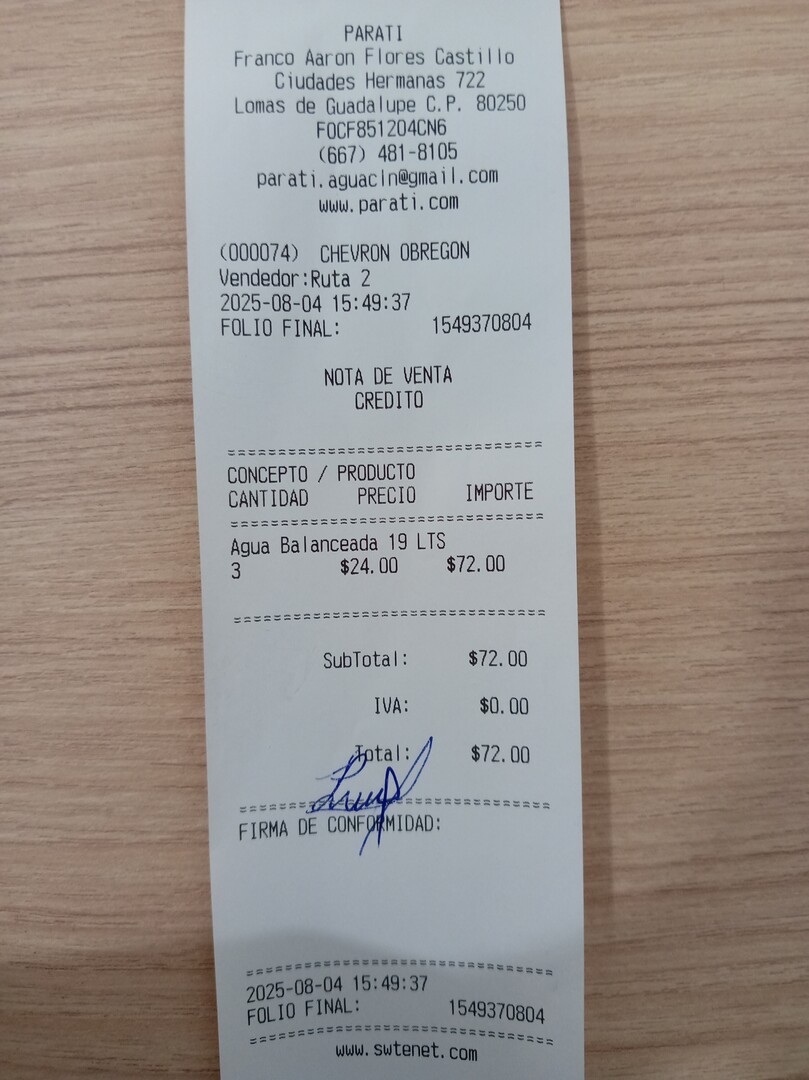 PARATI
Franco Aaron Flores Castillo
Ciudades Hermanas 722
Lomas de Guadalupe C.P. 80250
FOCF851204CN6
(667) 481-8105
parati.aguacln@gmail.com
www.parati.com
(000074) CHEVRON OBREGON
Vendedor:Ruta 2
2025-08-04 15:49:37
FOLIO FINAL: 1549370804
NOTA DE VENTA
CREDITO
CONCEPTO / PRODUCTO
CANTIDAD PRECIO IMPORTE
Agua Balanceada 19 LTS
3 $24.00 $72.00
SubTotal: $72.00
IVA: $0.00
Total: $72.00
FIRMA DE CONFORMIDAD:
2025-08-04 15:49:37
FOLIO FINAL: 1549370804
www.swtenet.com